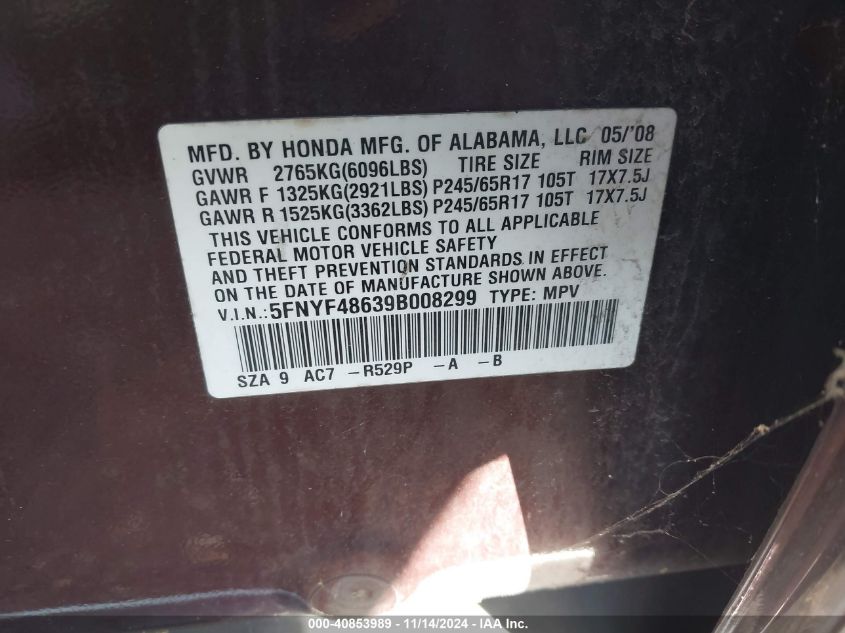 MFD. BY HONDA MFG. OF ALABAMA, LLC 05/'08
GVWR 2765KG(6096LBS) TIRE SIZE RIM SIZE
GAWR F 1325KG(2921LBS) P245/65R17 105T 17X7.5J
GAWR R 1525KG(3362LBS) P245/65R17 105T 17X7.5J
THIS VEHICLE CONFORMS TO ALL APPLICABLE
FEDERAL MOTOR VEHICLE SAFETY
AND THEFT PREVENTION STANDARDS IN EFFECT
ON THE DATE OF MANUFACTURE SHOWN ABOVE.
V.I.N.: 5FNYF48639B008299 TYPE: MPV
SZA 9 AC7 -R529P -A -B
000-40853989 - 11/14/2024 - IAAI Inc.